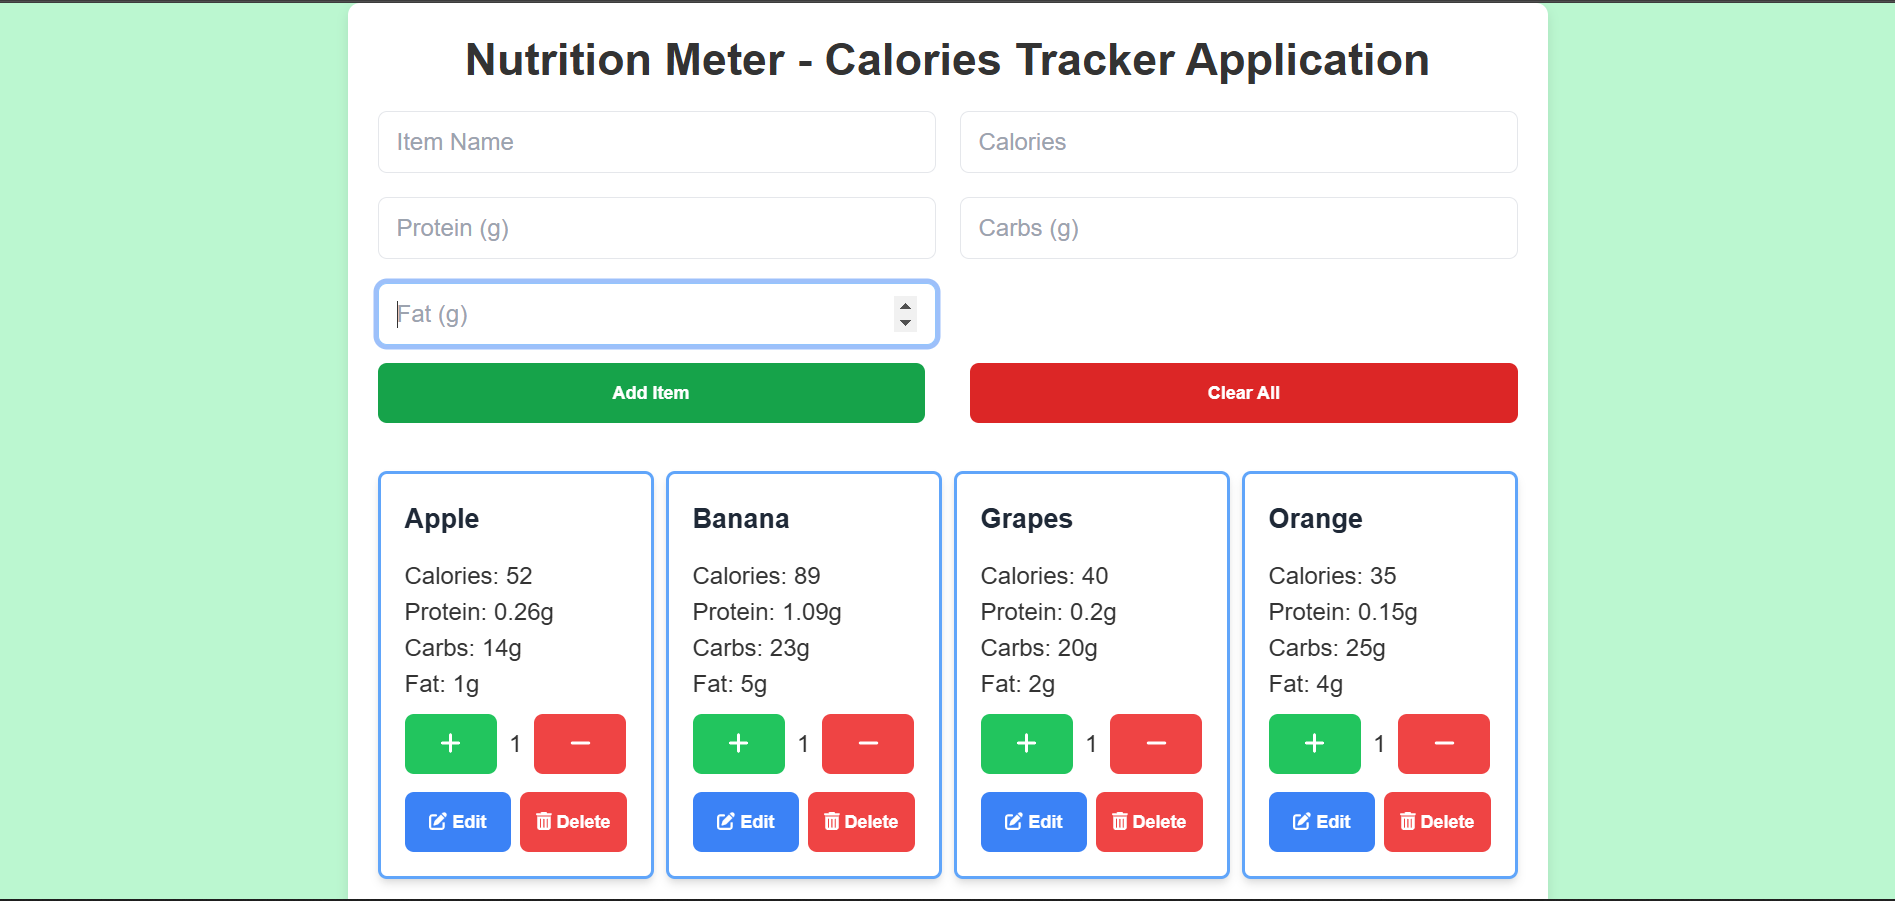 Nutrition Meter - Calories Tracker Application
Item Name
Calories
Protein (g)
Carbs (g)
Fat (g)
Add Item
Clear All
Apple
Calories: 52
Protein: 0.26g
Carbs: 14g
Fat: 1g
1
Edit
Delete
Banana
Calories: 89
Protein: 1.09g
Carbs: 23g
Fat: 5g
1
Edit
Delete
Grapes
Calories: 40
Protein: 0.2g
Carbs: 20g
Fat: 2g
1
Edit
Delete
Orange
Calories: 35
Protein: 0.15g
Carbs: 25g
Fat: 4g
1
Edit
Delete